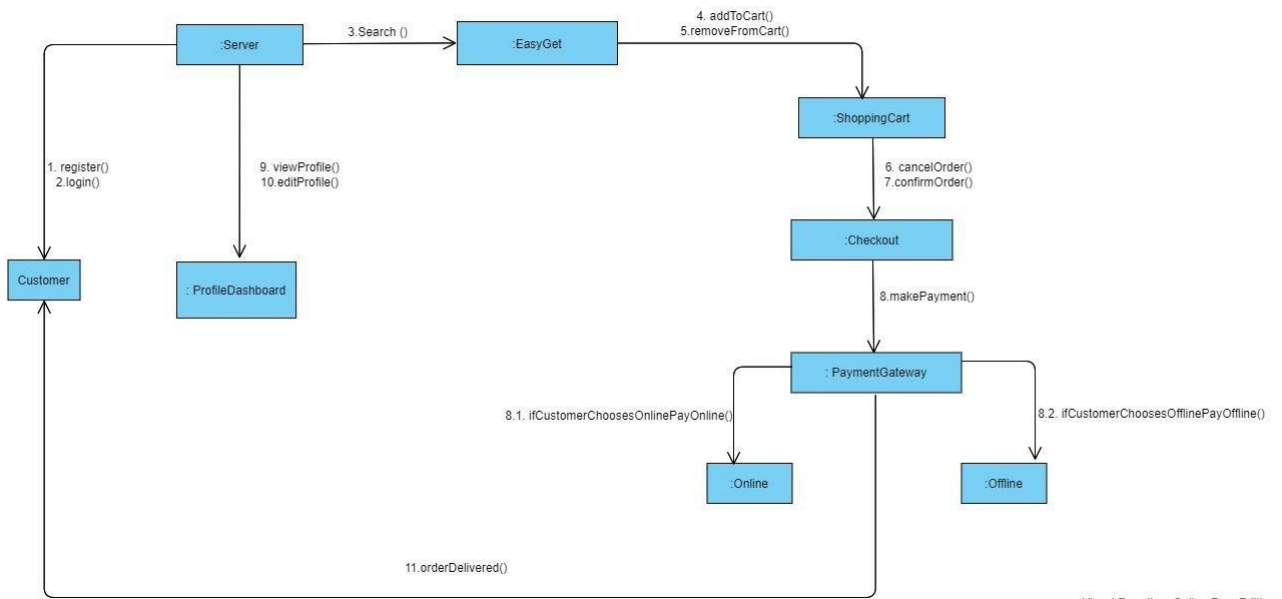 4. addToCart()
5.removeFromCart()
3.Search ()
:Server
:EasyGet
:ShoppingCart
1. register()
2.login()
9. viewProfile()
10.editProfile()
6. cancelOrder()
7.confirmOrder()
:Checkout
Customer
: ProfileDashboard
8.makePayment()
: PaymentGateway
8.1. ifCustomerChoosesOnlinePayOnline()
8.2. ifCustomerChoosesOfflinePayOffline()
:Online
:Offline
11.orderDelivered()